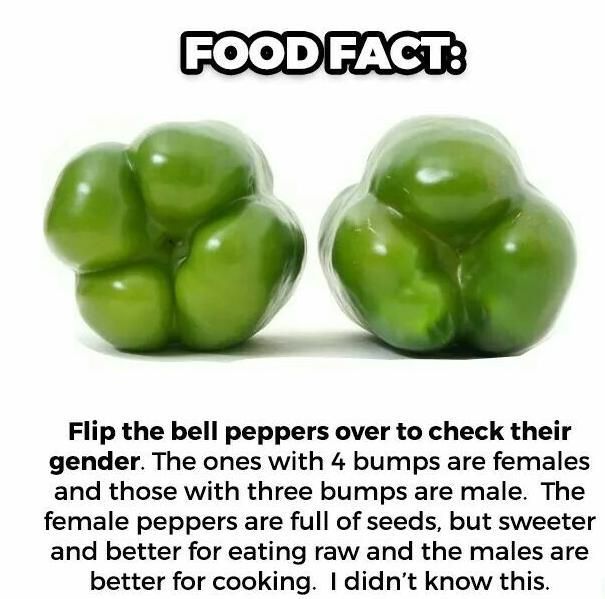 FOOD FACT:
Flip the bell peppers over to check their
gender. The ones with 4 bumps are females
and those with three bumps are male. The
female peppers are full of seeds, but sweeter
and better for eating raw and the males are
better for cooking. I didn't know this.